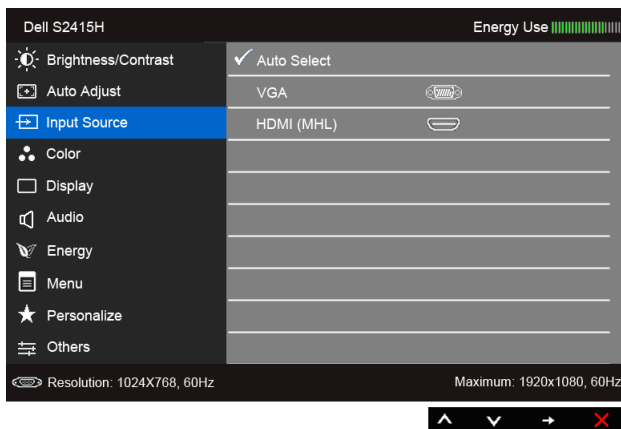 Dell S2415H Energy Use
Brightness/Contrast Auto Select
Auto Adjust VGA
Input Source HDMI (MHL)
Color
Display
Audio
Energy
Menu
Personalize
Others
Resolution: 1024X768, 60Hz Maximum: 1920x1080, 60Hz